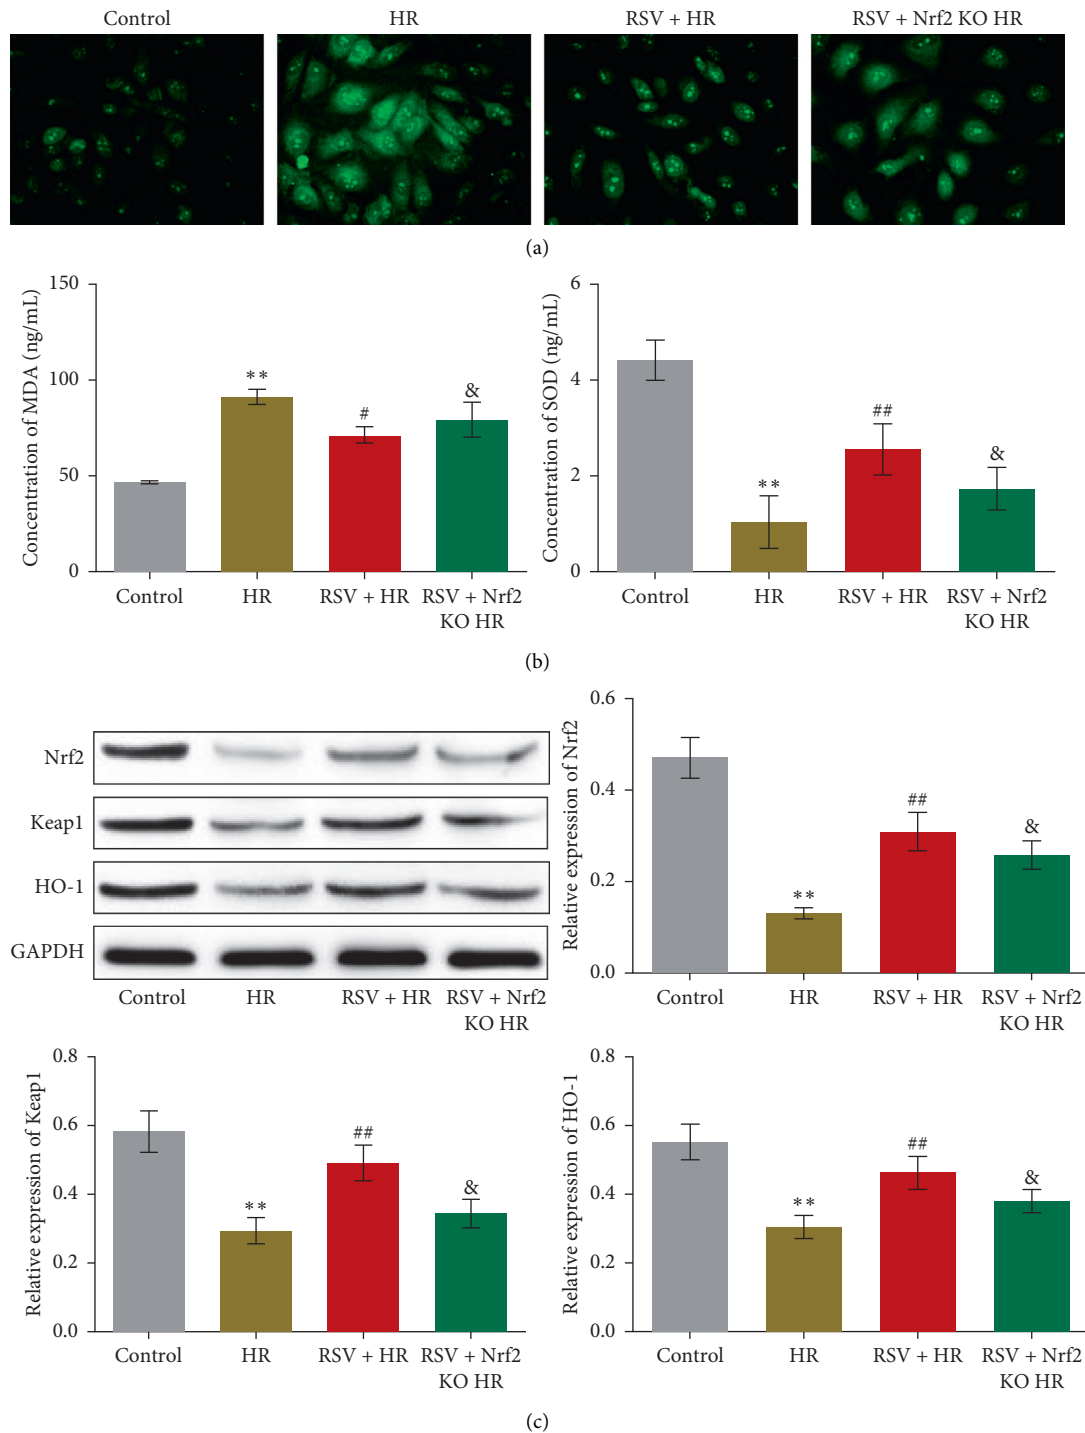 Control
HR
RSV + HR
RSV + Nrf2 KO HR
(a)
Concentration of MDA (ng/mL)
150
100
50
0
**
#
&
Control
HR
RSV + HR
RSV + Nrf2
KO HR
Concentration of SOD (ng/mL)
6
4
2
0
**
##
&
Control
HR
RSV + HR
RSV + Nrf2
KO HR
(b)
Nrf2
Keap1
HO-1
GAPDH
Control
HR
RSV + HR
RSV + Nrf2
KO HR
Relative expression of Nrf2
0.6
0.4
0.2
0.0
**
##
&
Control
HR
RSV + HR
RSV + Nrf2
KO HR
Relative expression of Keap1
0.8
0.6
0.4
0.2
0.0
**
##
&
Control
HR
RSV + HR
RSV + Nrf2
KO HR
Relative expression of HO-1
0.8
0.6
0.4
0.2
0.0
**
##
&
Control
HR
RSV + HR
RSV + Nrf2
KO HR
(c)